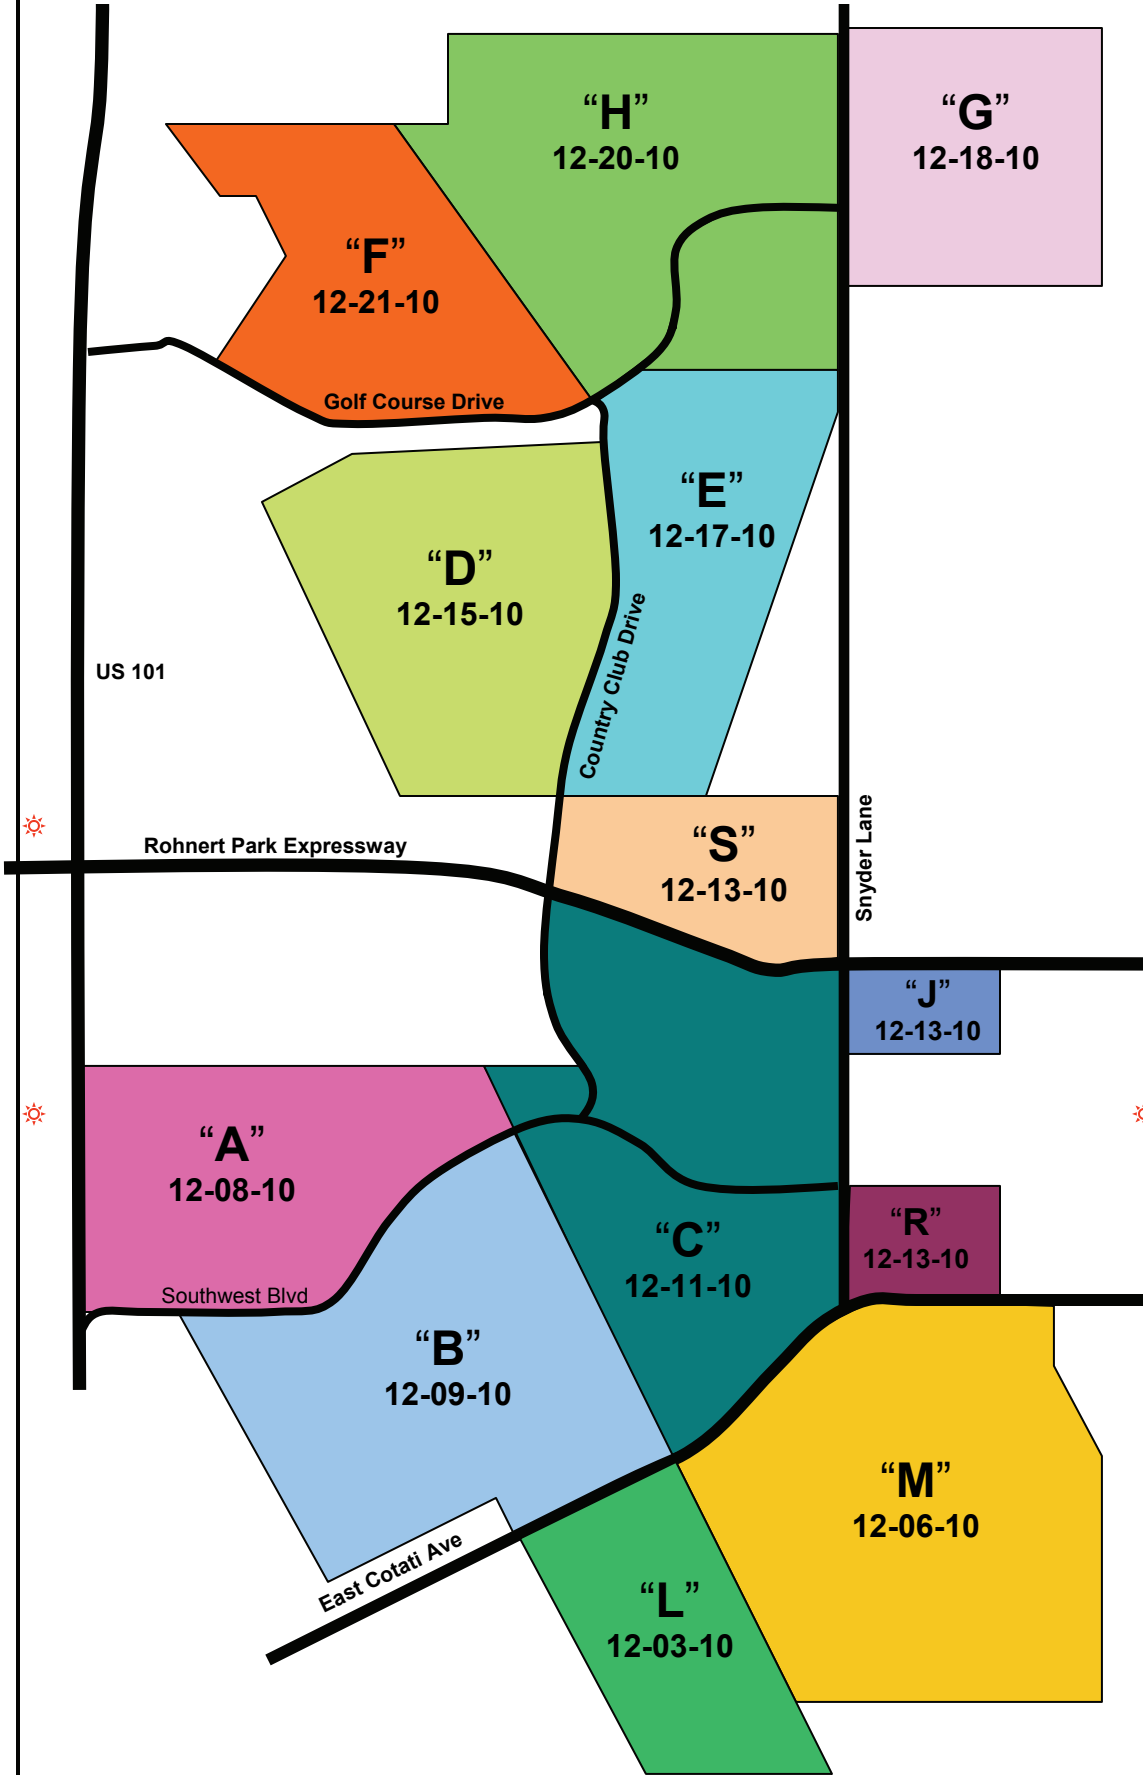 “H”
12-20-10
“G”
12-18-10
“F”
12-21-10
Golf Course Drive
“E”
12-17-10
“D”
12-15-10
Country Club Drive
US 101
Rohnert Park Expressway
“S”
12-13-10
Snyder Lane
“J”
12-13-10
“A”
12-08-10
“C”
12-11-10
“R”
12-13-10
Southwest Blvd
“B”
12-09-10
“M”
12-06-10
East Cotati Ave
“L”
12-03-10